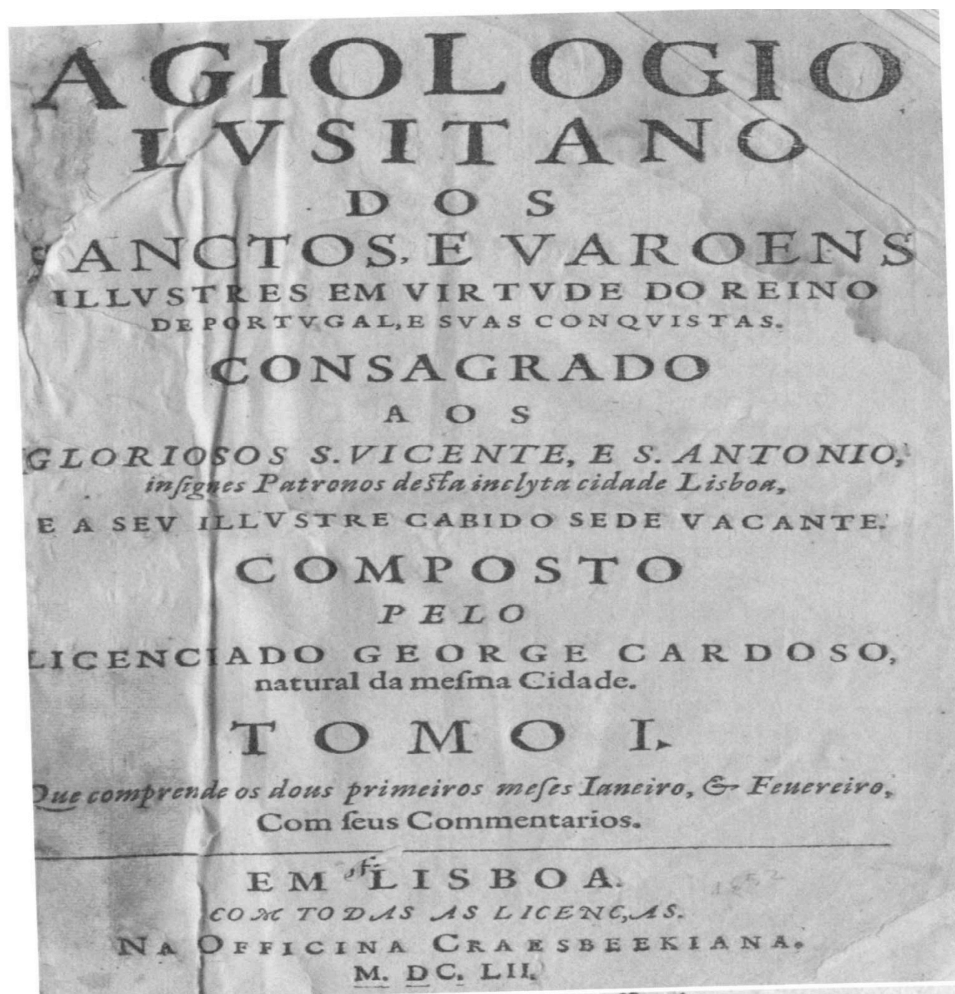 AGIOLOGIO
LVSITANO
DOS
SANCTOS, E VAROENS
ILLVSTRES EM VIRTVDE DO REINO
DE PORTVGAL, E SVAS CONQVISTAS.
CONSAGRADO
AOS
GLORIOSOS S. VICENTE, E S. ANTONIO,
inſignes Patronos deſta inclyta cidade Lisboa,
E A SEV ILLVSTRE CABIDO SEDE VACANTE.
COMPOSTO
PELO
LICENCIADO GEORGE CARDOSO,
natural da meſma Cidade.
TOMO I.
Que comprende os dous primeiros meſes Ianeiro, & Feuereiro,
Com ſeus Commentarios.
EM LISBOA.
COM TODAS AS LICENC,AS.
NA OFFICINA CRAESBEEKIANA.
M. DC. LII.
1652